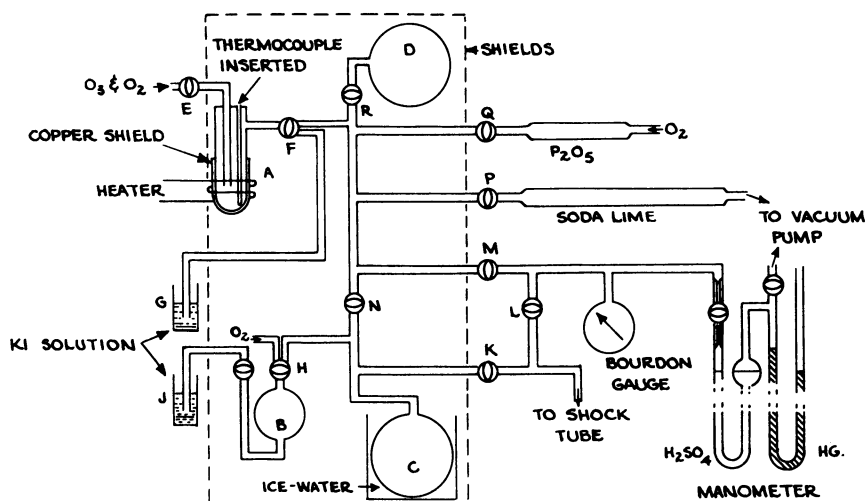 THERMOCOUPLE
INSERTED
D
SHIELDS
O₃ & O₂
E
R
Q
O₂
F
P₂O₅
COPPER SHIELD
A
HEATER
P
SODA LIME
TO VACUUM
PUMP
M
G
N
L
O₂
KI SOLUTION
H
K
BOURDON
GAUGE
J
B
TO SHOCK
TUBE
C
H₂SO₄
HG.
ICE-WATER
MANOMETER